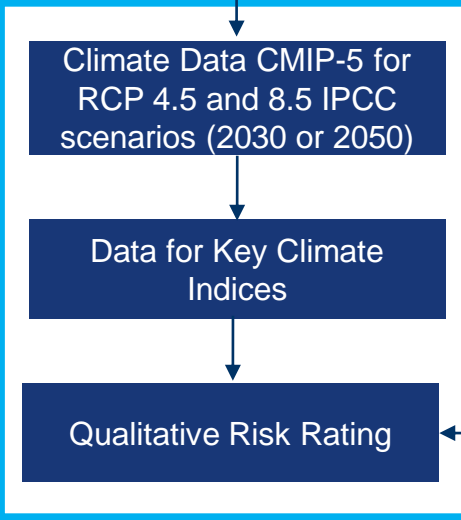 Climate Data CMIP-5 for
RCP 4.5 and 8.5 IPCC
scenarios (2030 or 2050)
Data for Key Climate
Indices
Qualitative Risk Rating